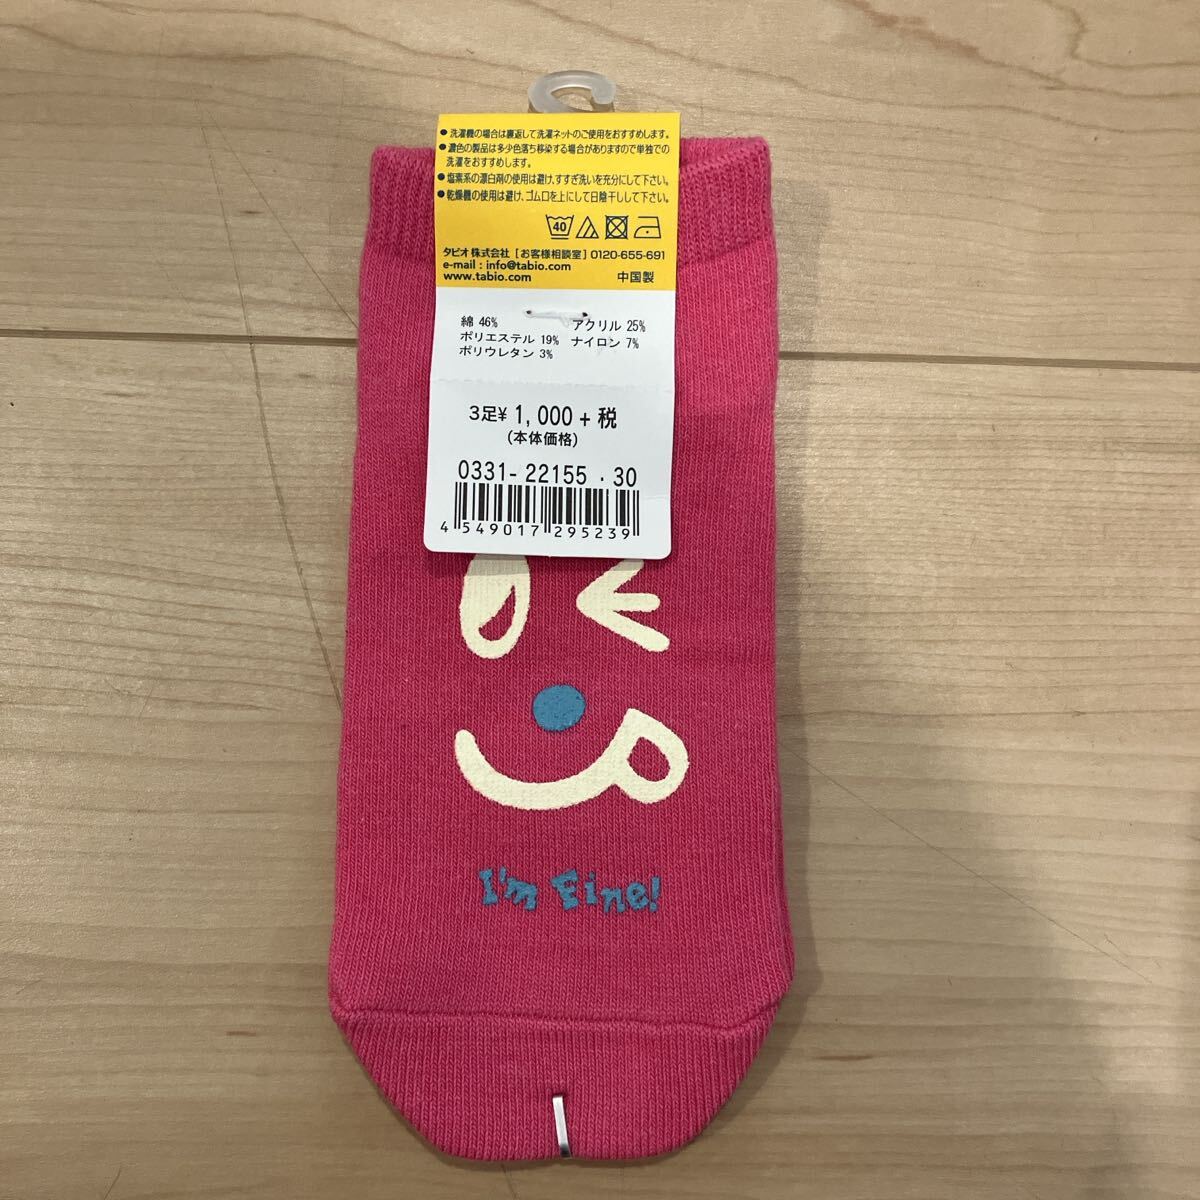 ●洗濯機の場合は裏返して洗濯ネットのご使用をおすすめします。
●濃色の製品は多少色落ち移染する場合がありますので単独での
洗濯をおすすめします。
●塩素系の漂白剤の使用は避け、すすぎ洗いを充分にして下さい。
●乾燥機の使用は避け、ゴム口を上にして日陰干しして下さい。
40
タビオ株式会社 [お客様相談室] 0120-655-691
e-mail : info@tabio.com
www.tabio.com 中国製
綿 46% アクリル 25%
ポリエステル 19% ナイロン 7%
ポリウレタン 3%
3足¥ 1,000 + 税
(本体価格)
0331-22155 . 30
4 549017 295239
I'm Fine!